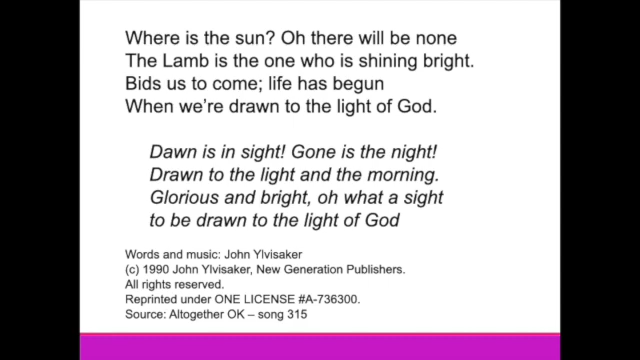 Where is the sun? Oh there will be none
The Lamb is the one who is shining bright.
Bids us to come; life has begun
When we're drawn to the light of God.
Dawn is in sight! Gone is the night!
Drawn to the light and the morning.
Glorious and bright, oh what a sight
to be drawn to the light of God
Words and music: John Ylvisaker
(c) 1990 John Ylvisaker, New Generation Publishers.
All rights reserved.
Reprinted under ONE LICENSE #A-736300.
Source: Altogether OK – song 315